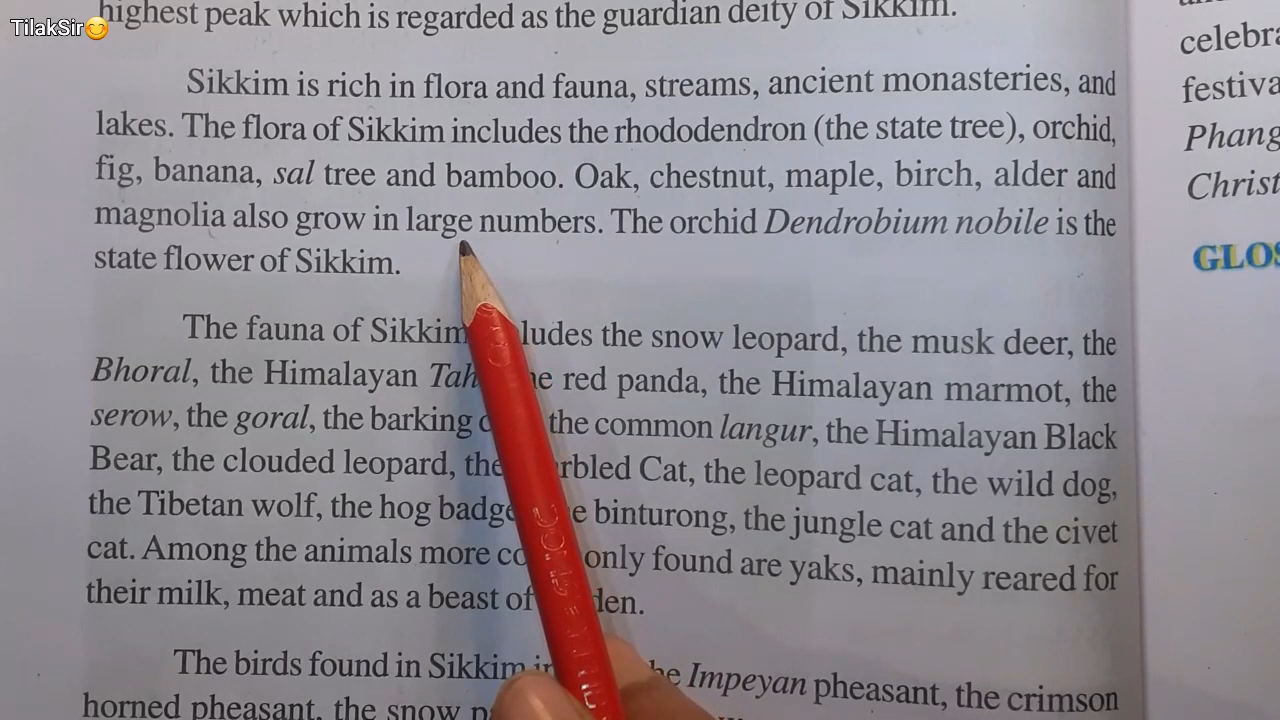 TilakSir😊
highest peak which is regarded as the guardian deity of Sikkim.
Sikkim is rich in flora and fauna, streams, ancient monasteries, and
lakes. The flora of Sikkim includes the rhododendron (the state tree), orchid,
fig, banana, sal tree and bamboo. Oak, chestnut, maple, birch, alder and
magnolia also grow in large numbers. The orchid Dendrobium nobile is the
state flower of Sikkim.
The fauna of Sikkim ludes the snow leopard, the musk deer, the
Bhoral, the Himalayan Tah e red panda, the Himalayan marmot, the
serow, the goral, the barking the common langur, the Himalayan Black
Bear, the clouded leopard, the rbled Cat, the leopard cat, the wild dog,
the Tibetan wolf, the hog badge e binturong, the jungle cat and the civet
cat. Among the animals more co only found are yaks, mainly reared for
their milk, meat and as a beast of den.
The birds found in Sikkim in he Impeyan pheasant, the crimson
horned pheasant, the snow
celebra
festiva
Phang
Christ
GLOS